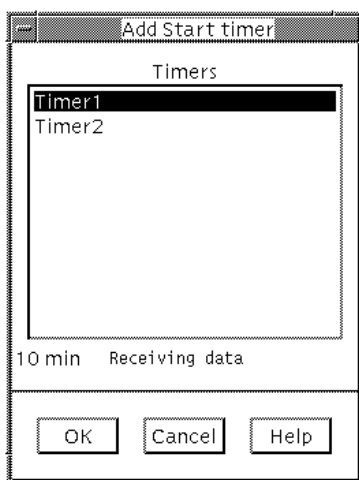 Add Start timer
Timers
Timer1
Timer2
10 min Receiving data
OK Cancel Help